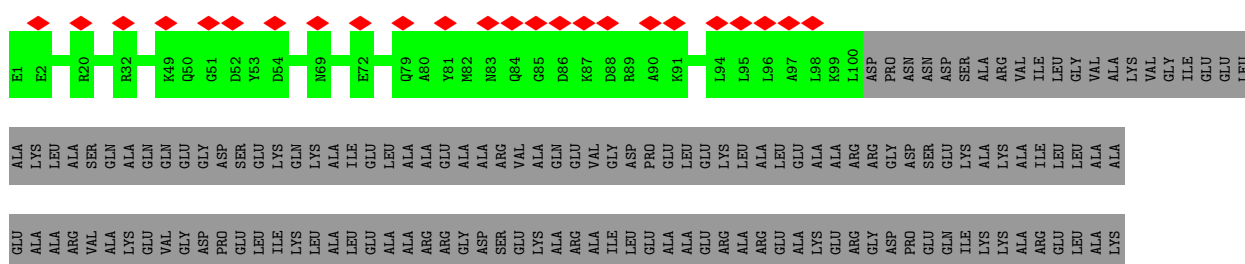 E1 E2 R20 R32 K49 Q50 G51 D52 Y53 D54 N69 E72 Q79 A80 Y81 M82 N83 Q84 G85 D86 K87 D88 R89 A90 K91 L94 L95 L96 A97 L98 K99 L100 ASP PRO ASN ASN ASP SER ALA ARG VAL ILE LEU GLY VAL ALA LYS VAL GLY ILE GLU GLU LEU
ALA LYS LEU ALA SER GLN ALA GLN GLN GLU GLY ASP SER GLU LYS GLN LYS ALA ILE GLU LEU ALA ALA GLU ALA ALA ARG VAL ALA GLN GLU VAL GLY ASP PRO GLU LEU GLU LYS LEU ALA LEU GLU ALA ALA ARG ARG GLY ASP SER GLU LYS ALA LYS ALA ILE LEU LEU ALA ALA
GLU ALA ALA ARG VAL ALA LYS GLU VAL GLY ASP PRO GLU LEU ILE LYS LEU ALA LEU GLU ALA ALA ARG ARG GLY ASP SER GLU LYS ALA ARG ALA ILE LEU GLU ALA ALA GLU ARG ALA ARG GLU ALA LYS GLU ARG GLY ASP PRO GLU GLN ILE LYS LYS ALA ARG GLU LEU ALA LYS